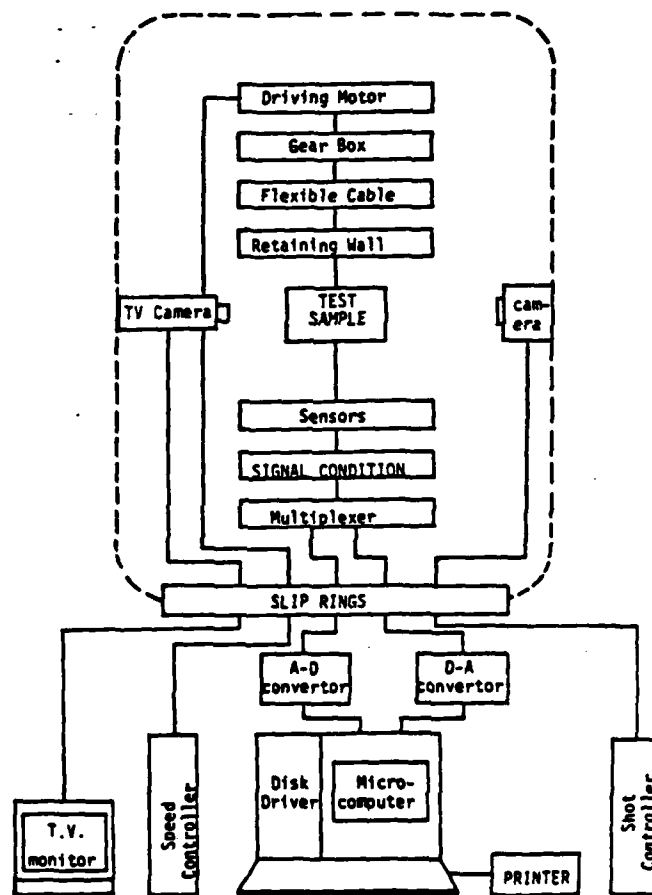 Driving Motor
Gear Box
Flexible Cable
Retaining Wall
TEST
SAMPLE
TV Camera
cam-
era
Sensors
SIGNAL CONDITION
Multiplexer
SLIP RINGS
A-D
convertor
D-A
convertor
Disk
Driver
Micro-
computer
T.V.
monitor
Speed
Controller
Shot
Controller
PRINTER